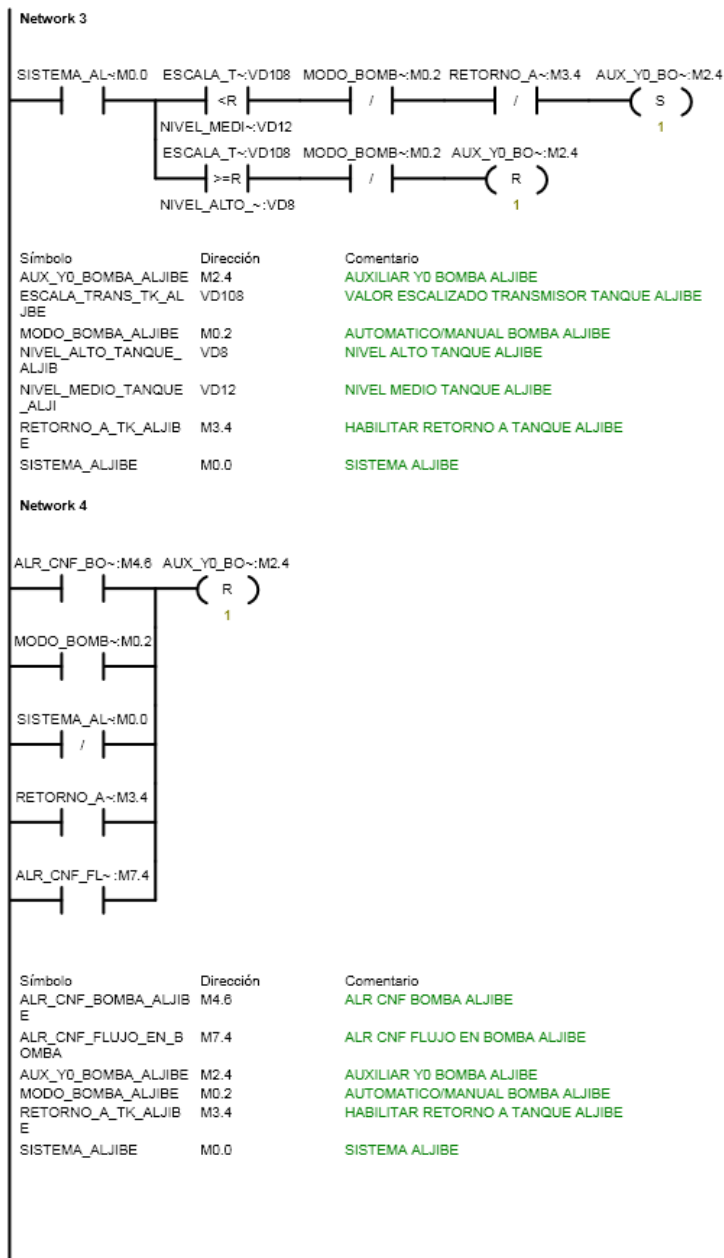 Network 3
SISTEMA_AL~:M0.0 ESCALA_T~:VD108 MODO_BOMB~:M0.2 RETORNO_A~:M3.4 AUX_Y0_BO~:M2.4
<R / / S
NIVEL_MEDI~:VD12 1
ESCALA_T~:VD108 MODO_BOMB~:M0.2 AUX_Y0_BO~:M2.4
>=R / R
NIVEL_ALTO_~:VD8 1
Símbolo Dirección Comentario
AUX_Y0_BOMBA_ALJIBE M2.4 AUXILIAR Y0 BOMBA ALJIBE
ESCALA_TRANS_TK_AL VD108 VALOR ESCALIZADO TRANSMISOR TANQUE ALJIBE
JBE
MODO_BOMBA_ALJIBE M0.2 AUTOMATICO/MANUAL BOMBA ALJIBE
NIVEL_ALTO_TANQUE_ VD8 NIVEL ALTO TANQUE ALJIBE
ALJIB
NIVEL_MEDIO_TANQUE VD12 NIVEL MEDIO TANQUE ALJIBE
_ALJI
RETORNO_A_TK_ALJIB M3.4 HABILITAR RETORNO A TANQUE ALJIBE
E
SISTEMA_ALJIBE M0.0 SISTEMA ALJIBE
Network 4
ALR_CNF_BO~:M4.6 AUX_Y0_BO~:M2.4
R
1
MODO_BOMB~:M0.2
SISTEMA_AL~:M0.0
/
RETORNO_A~:M3.4
ALR_CNF_FL~:M7.4
Símbolo Dirección Comentario
ALR_CNF_BOMBA_ALJIB M4.6 ALR CNF BOMBA ALJIBE
E
ALR_CNF_FLUJO_EN_B M7.4 ALR CNF FLUJO EN BOMBA ALJIBE
OMBA
AUX_Y0_BOMBA_ALJIBE M2.4 AUXILIAR Y0 BOMBA ALJIBE
MODO_BOMBA_ALJIBE M0.2 AUTOMATICO/MANUAL BOMBA ALJIBE
RETORNO_A_TK_ALJIB M3.4 HABILITAR RETORNO A TANQUE ALJIBE
E
SISTEMA_ALJIBE M0.0 SISTEMA ALJIBE